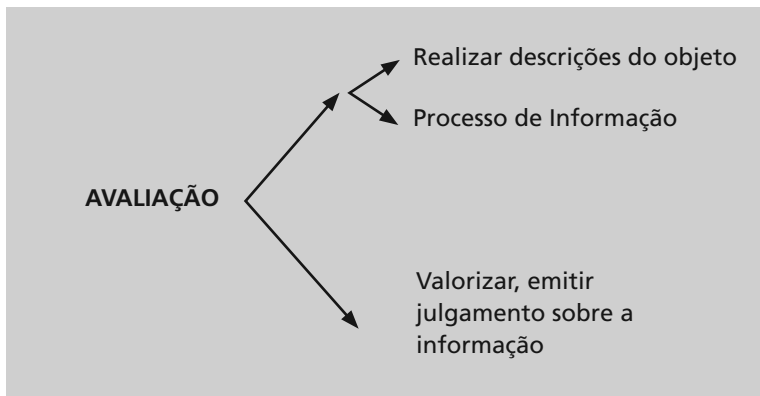 Realizar descrições do objeto
Processo de Informação
AVALIAÇÃO
Valorizar, emitir
julgamento sobre a
informação